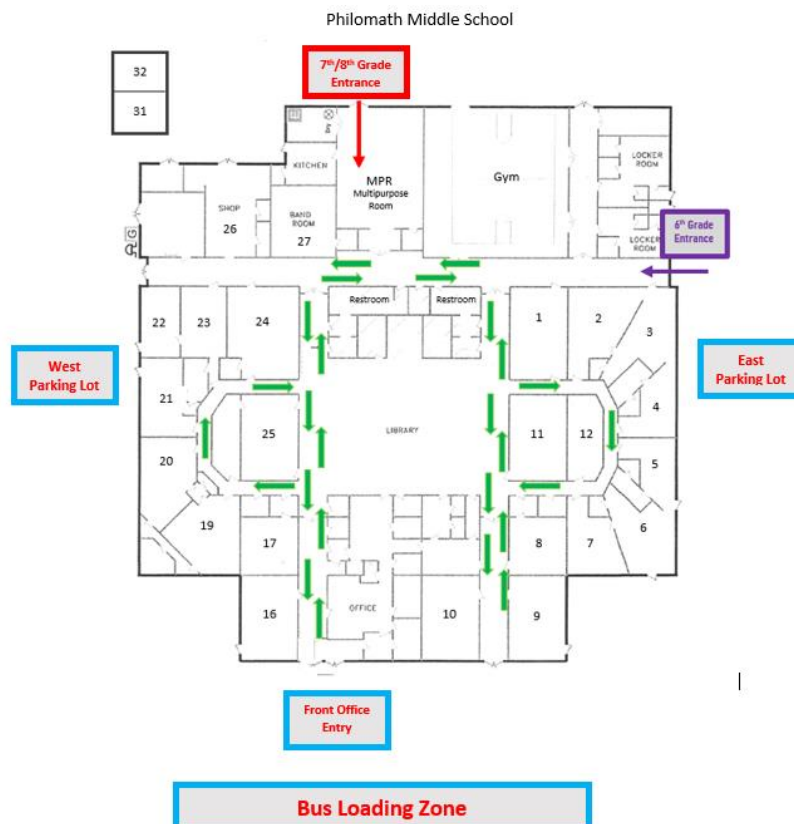 Philomath Middle School
32
31
7th/8th Grade
Entrance
Dry
KITCHEN
MPR
Multipurpose
Room
Gym
LOCKER
ROOM
SHOP
26
BAND
ROOM
27
LOCKER
ROOM
6th Grade
Entrance
G
Restroom
Restroom
22
23
24
1
2
3
West
Parking Lot
East
Parking Lot
21
4
25
LIBRARY
11
12
20
5
19
17
8
7
6
16
OFFICE
10
9
Front Office
Entry
Bus Loading Zone